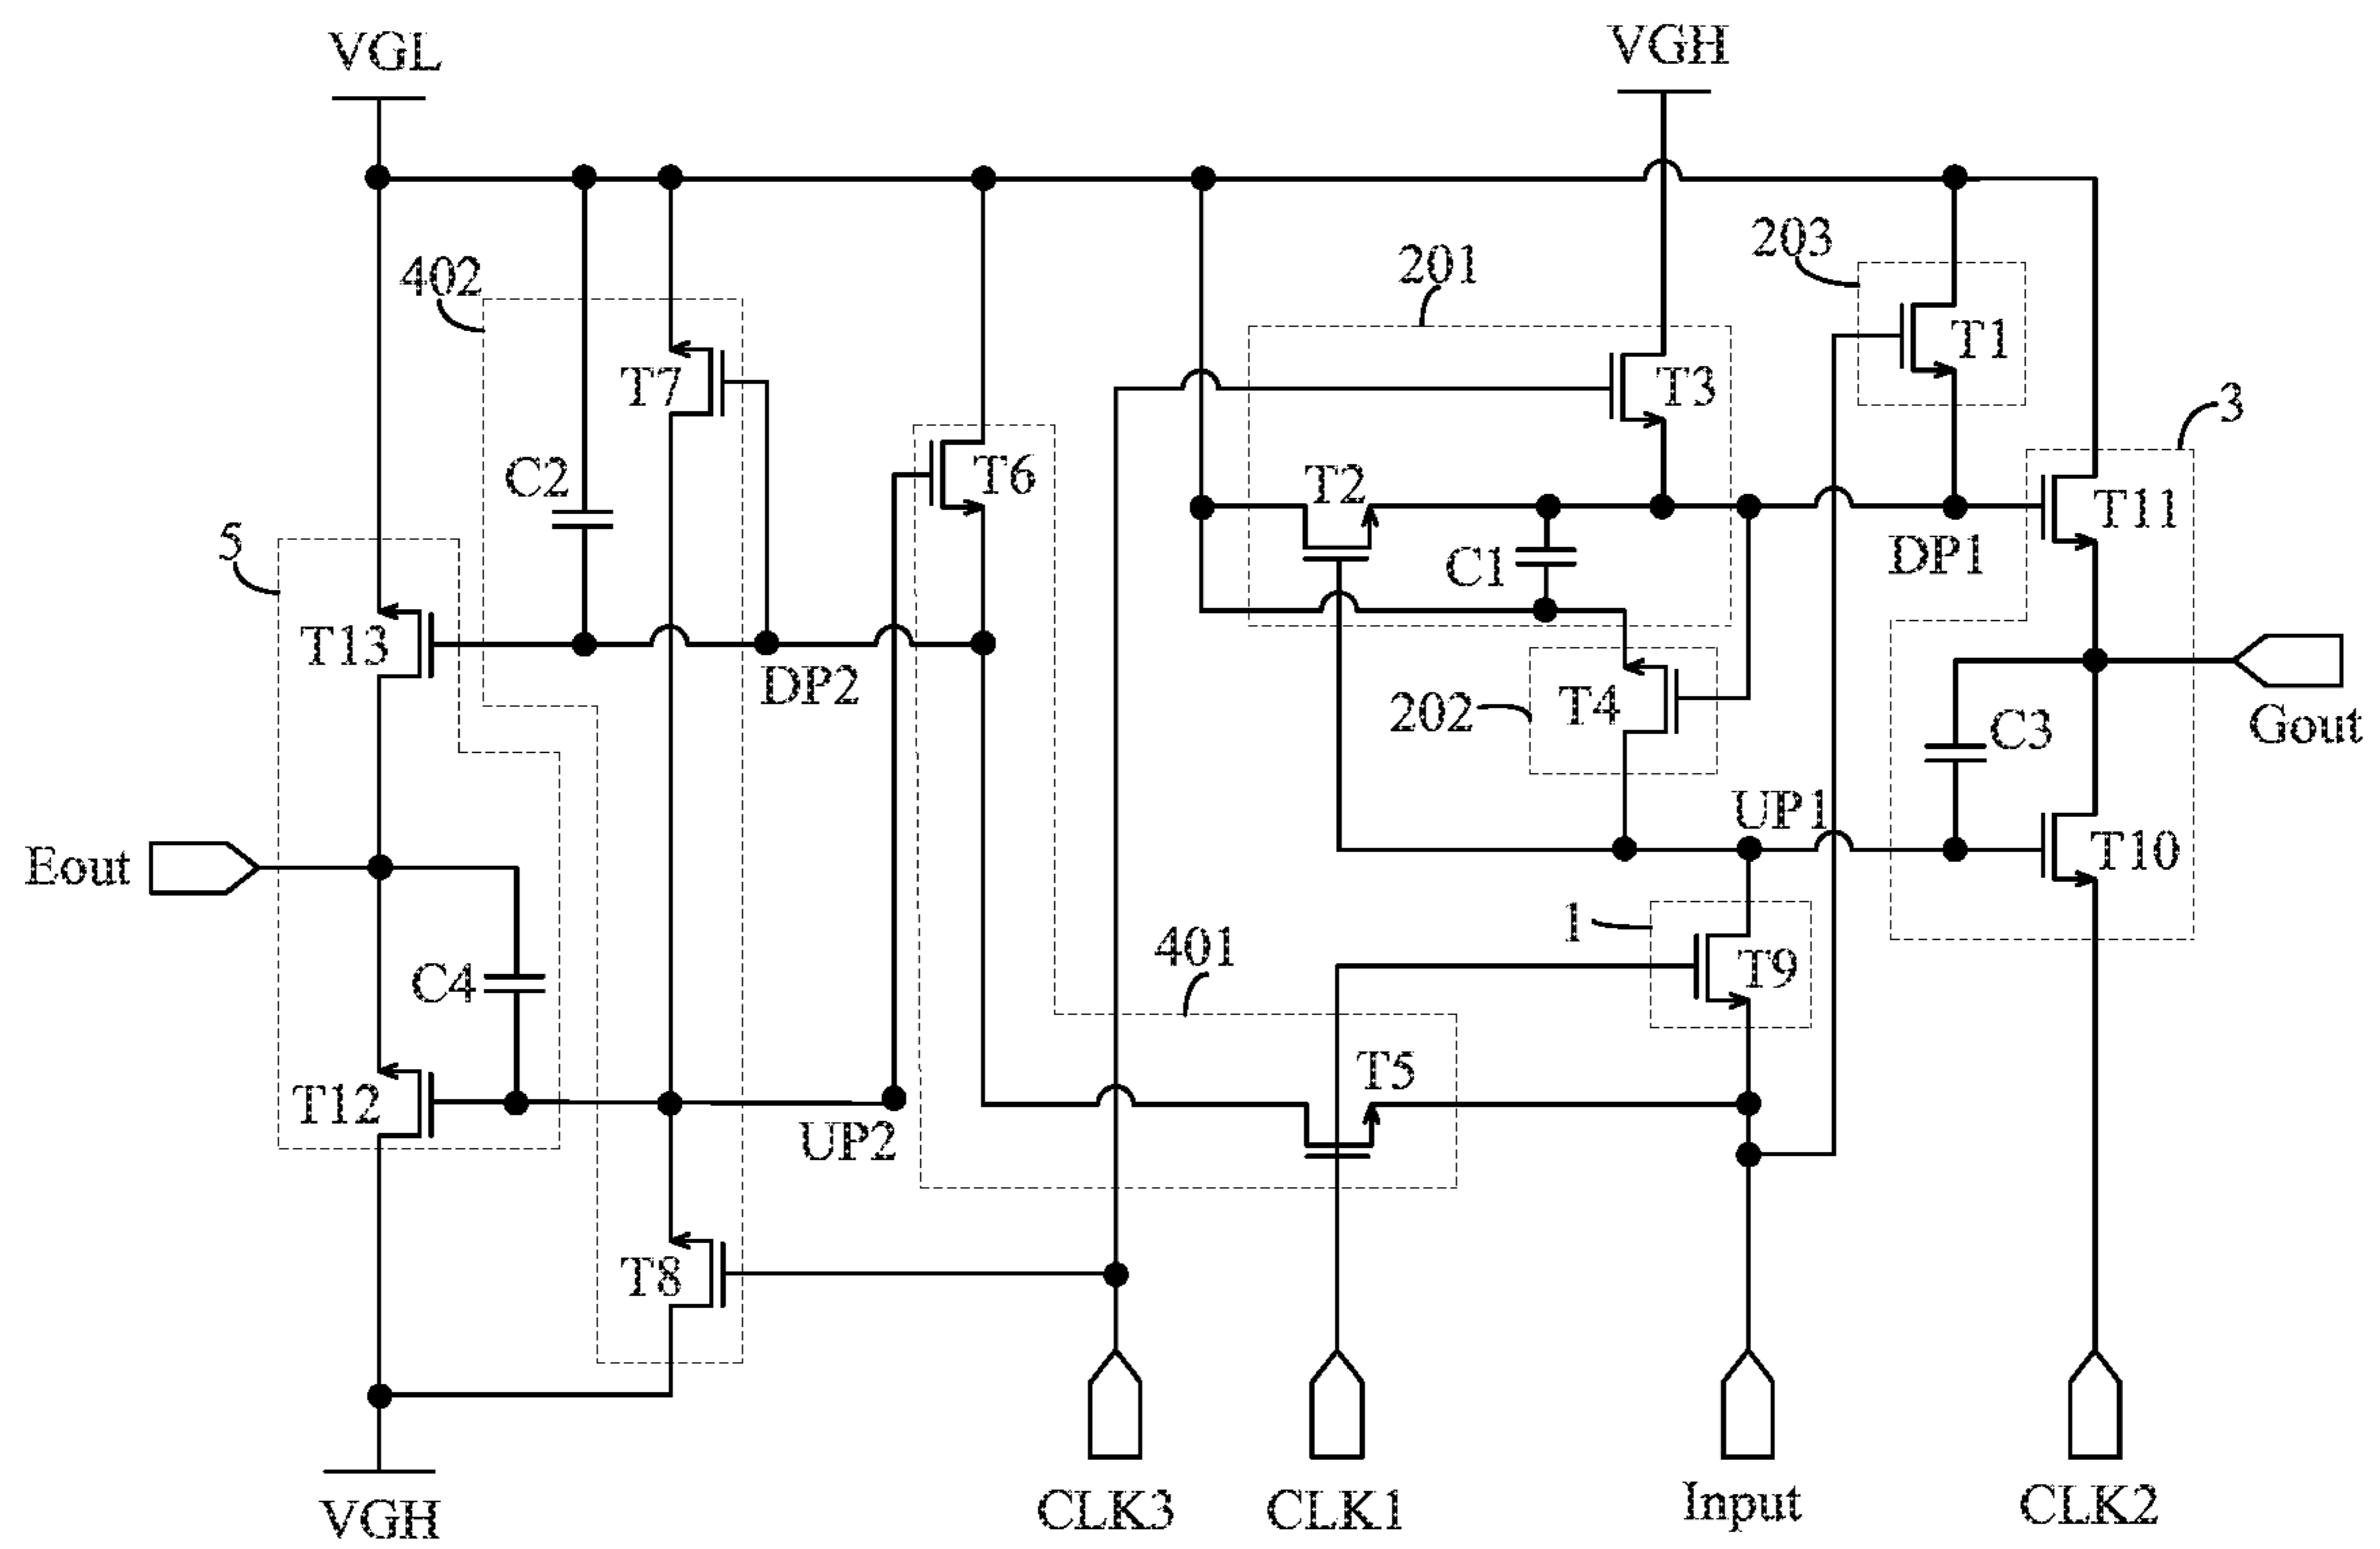 VGL
VGH
203
201
402
T1
T7
T3
3
C2
T6
T2
T11
5
C1
DP1
T13
DP2
T4
202
C3
Gout
UP1
T10
Eout
1
401
T9
C4
T5
T12
UP2
T8
CLK3
CLK1
Input
CLK2
VGH